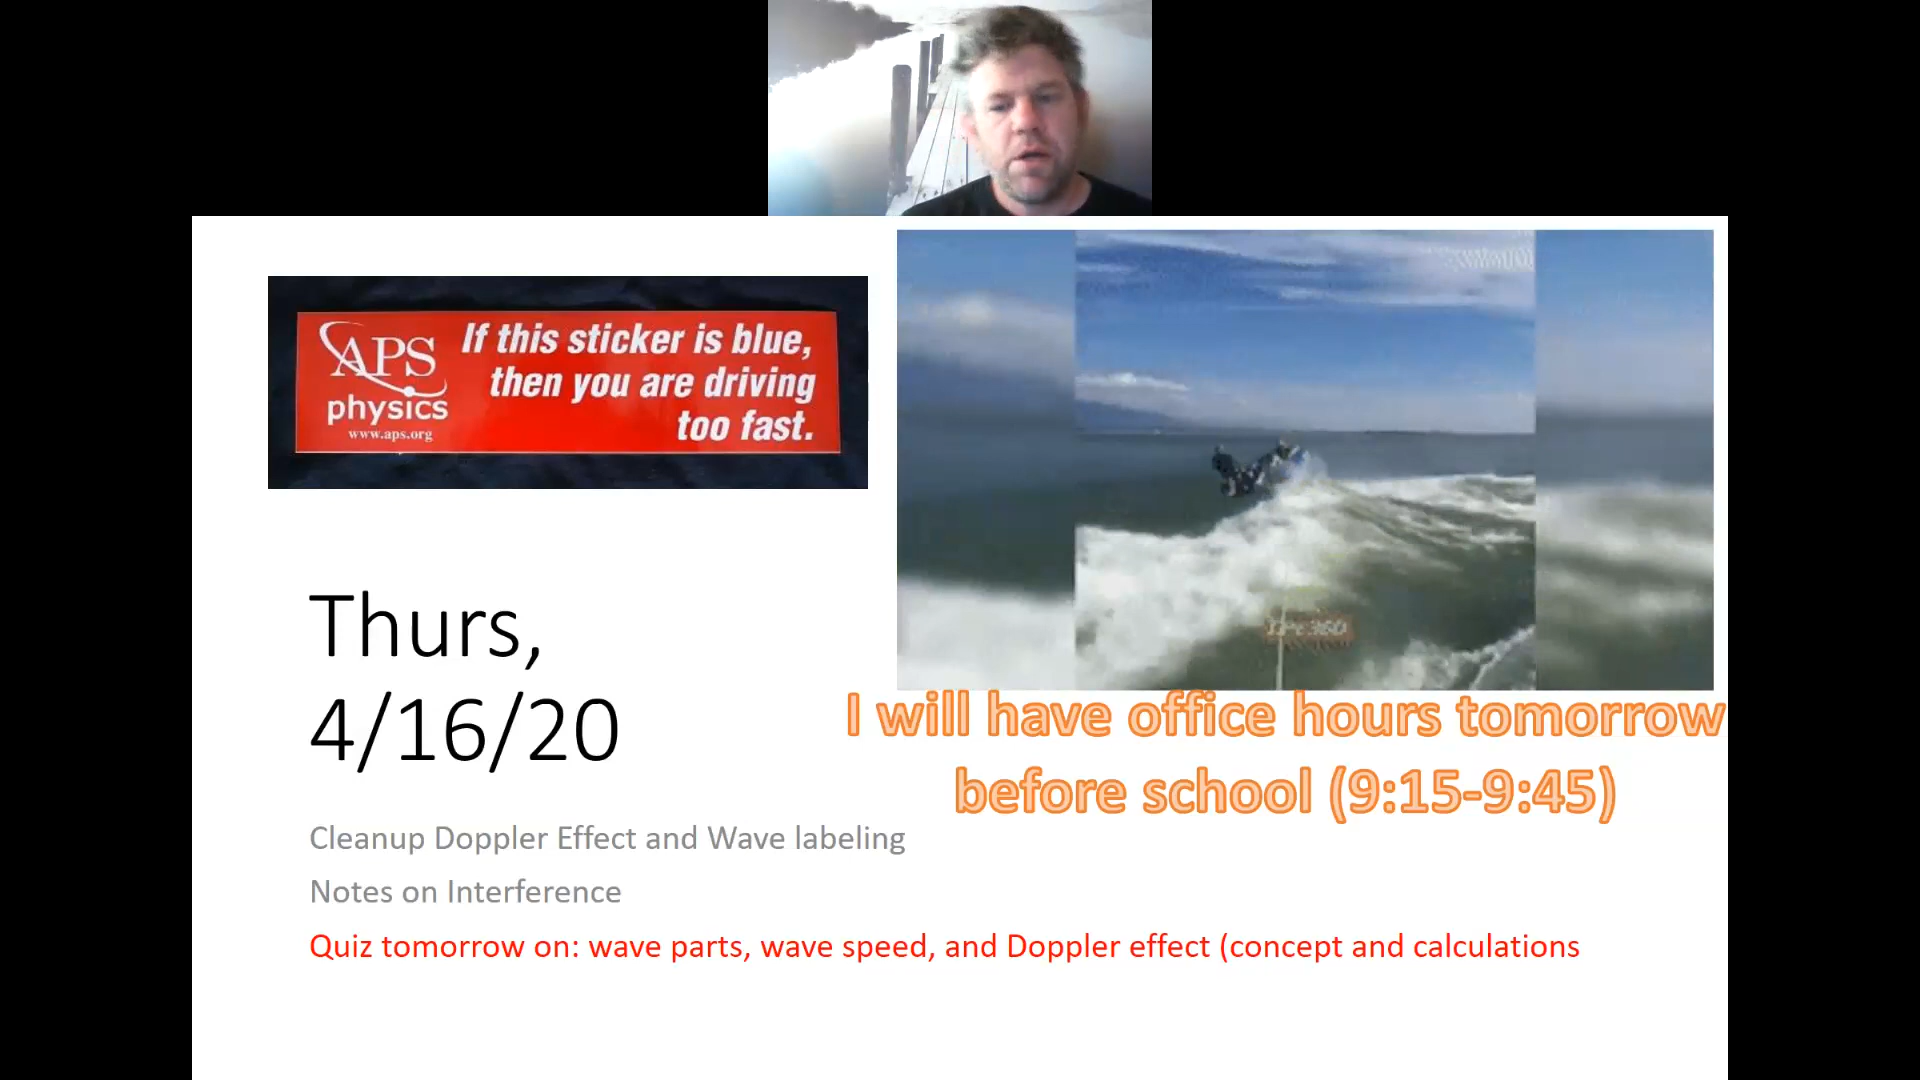 APS
physics
www.aps.org
If this sticker is blue,
then you are driving
too fast.
Thurs,
4/16/20
I will have office hours tomorrow
before school (9:15-9:45)
Cleanup Doppler Effect and Wave labeling
Notes on Interference
Quiz tomorrow on: wave parts, wave speed, and Doppler effect (concept and calculations